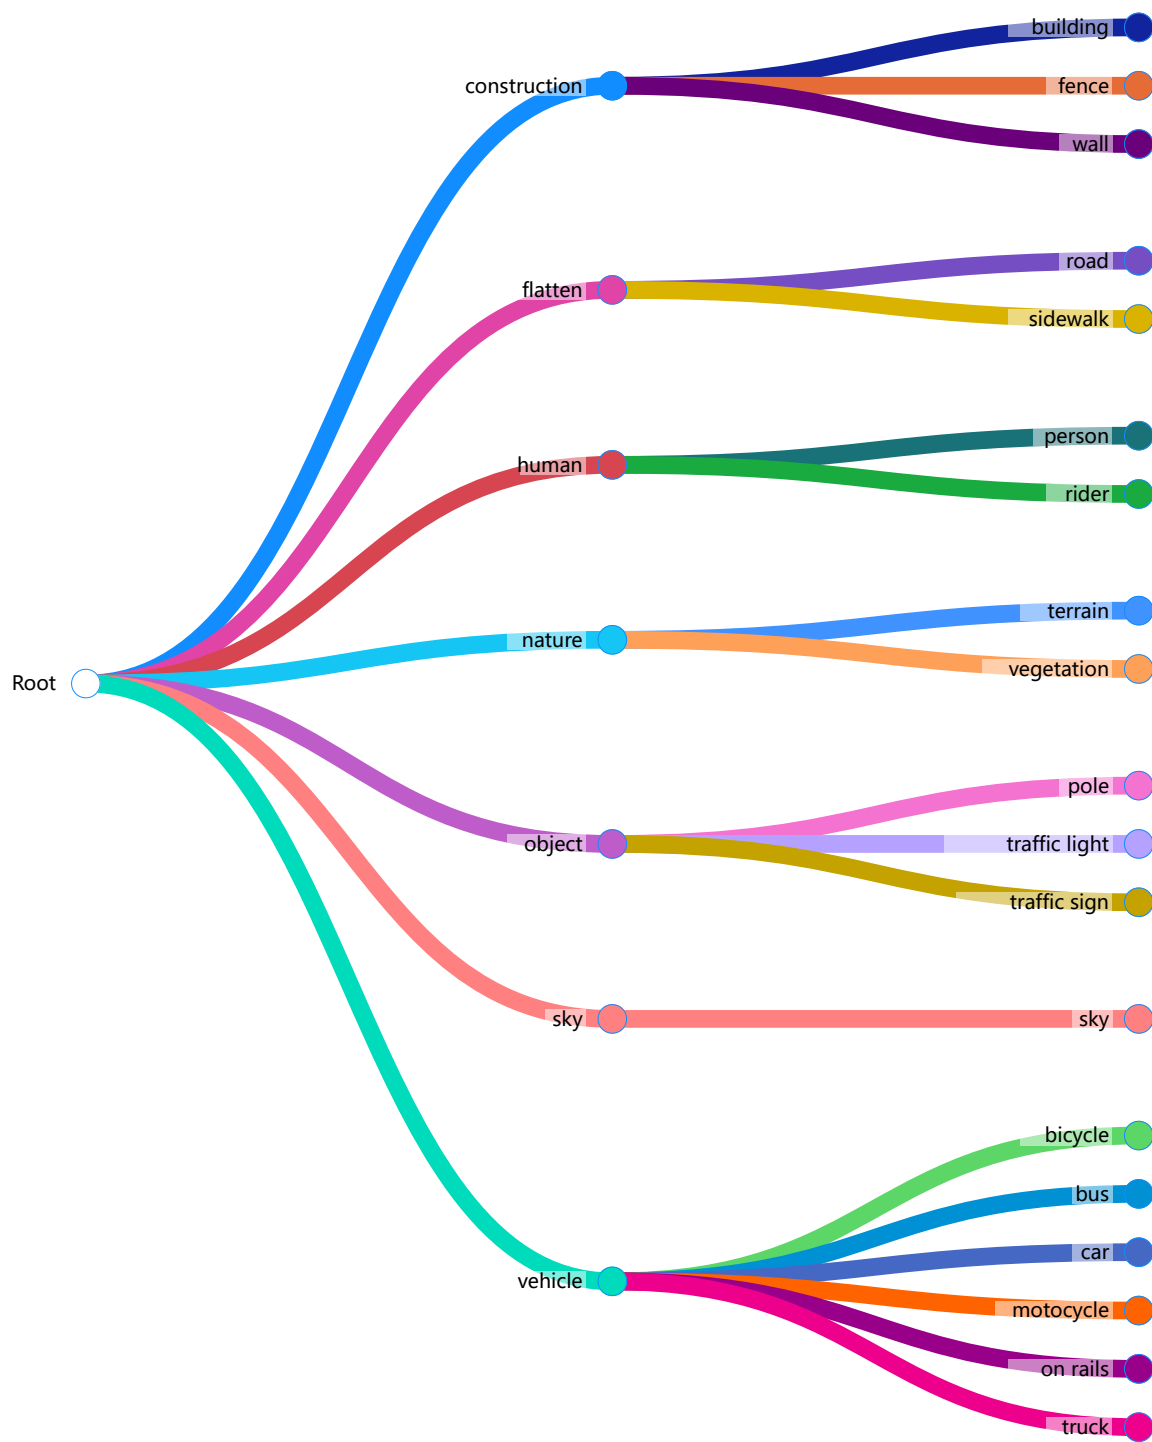 Root
construction
building
fence
wall
flatten
road
sidewalk
human
person
rider
nature
terrain
vegetation
object
pole
traffic light
traffic sign
sky
sky
vehicle
bicycle
bus
car
motocycle
on rails
truck